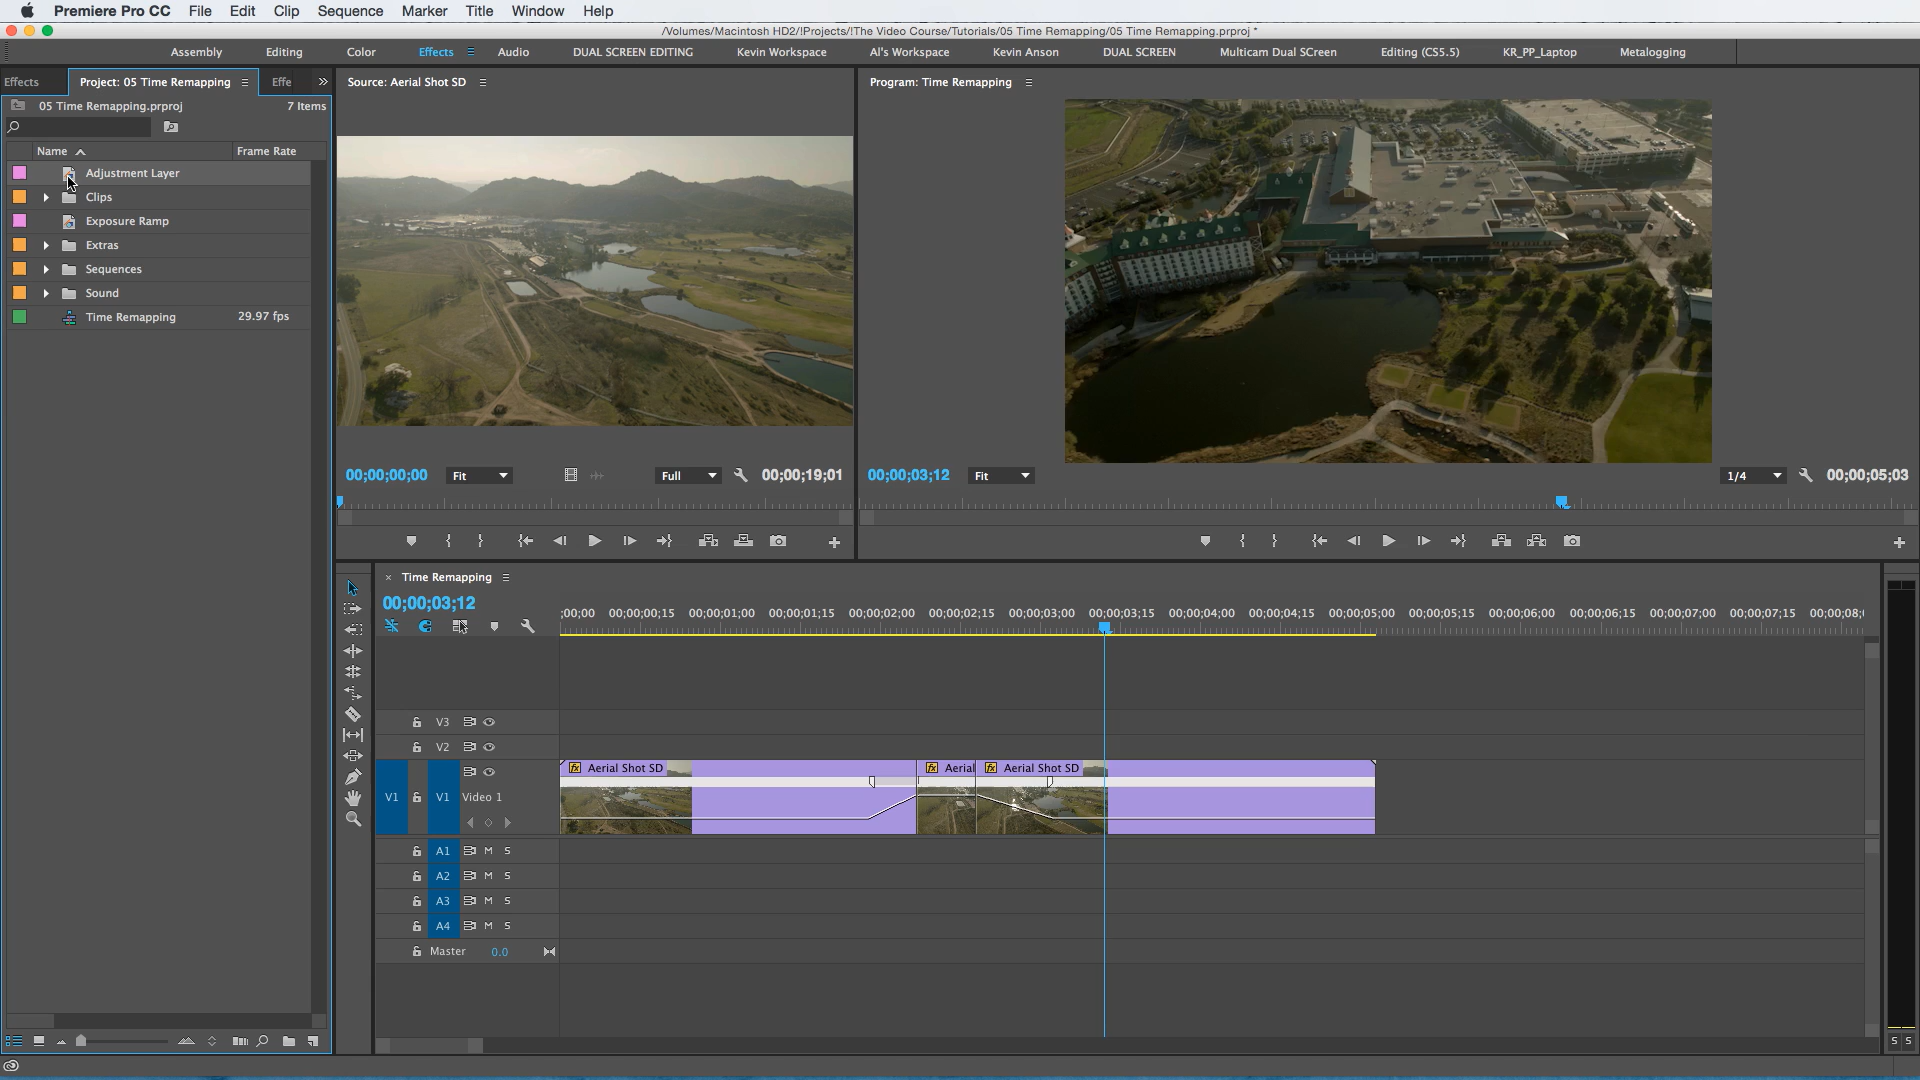 Premiere Pro CC File Edit Clip Sequence Marker Title Window Help
/Volumes/Macintosh HD2/!Projects/!The Video Course/Tutorials/05 Time Remapping/05 Time Remapping.prproj *
Assembly Editing Color Effects Audio DUAL SCREEN EDITING Kevin Workspace Al's Workspace Kevin Anson DUAL SCREEN Multicam Dual SCreen Editing (CS5.5) KR_PP_Laptop Metalogging
Effects Project: 05 Time Remapping Effe
Source: Aerial Shot SD
Program: Time Remapping
05 Time Remapping.prproj 7 Items
Name Frame Rate
Adjustment Layer
Clips
Exposure Ramp
Extras
Sequences
Sound
Time Remapping 29.97 fps
00;00;00;00 Fit Full 00;00;19;01
00;00;03;12 Fit 1/4 00;00;05;03
Time Remapping
00;00;03;12
;00;00 00;00;00;15 00;00;01;00 00;00;01;15 00;00;02;00 00;00;02;15 00;00;03;00 00;00;03;15 00;00;04;00 00;00;04;15 00;00;05;00 00;00;05;15 00;00;06;00 00;00;06;15 00;00;07;00 00;00;07;15 00;00;08;
V3
V2
fx Aerial Shot SD fx Aerial fx Aerial Shot SD
V1 V1 Video 1
A1 M S
A2 M S
A3 M S
A4 M S
Master 0.0
S S